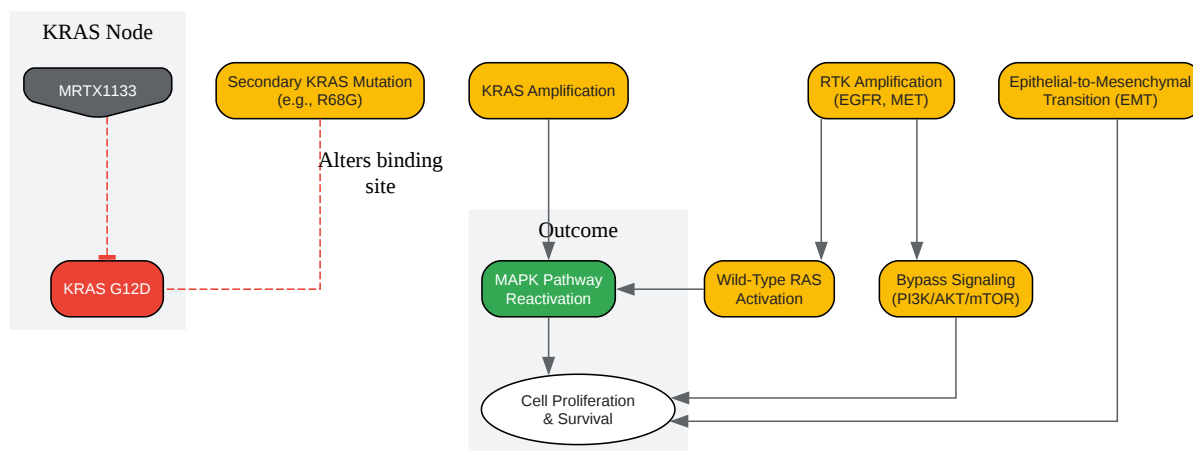 KRAS Node
MRTX1133
Secondary KRAS Mutation
(e.g., R68G)
KRAS Amplification
RTK Amplification
(EGFR, MET)
Epithelial-to-Mesenchymal
Transition (EMT)
Alters binding
site
Outcome
KRAS G12D
MAPK Pathway
Reactivation
Wild-Type RAS
Activation
Bypass Signaling
(PI3K/AKT/mTOR)
Cell Proliferation
& Survival